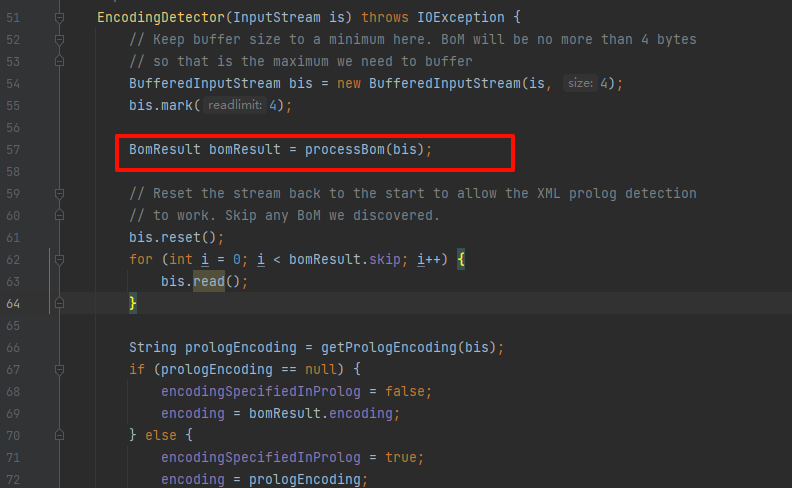 51 EncodingDetector(InputStream is) throws IOException {
52 // Keep buffer size to a minimum here. BoM will be no more than 4 bytes
53 // so that is the maximum we need to buffer
54 BufferedInputStream bis = new BufferedInputStream(is, size: 4);
55 bis.mark( readlimit: 4);
56
57 BomResult bomResult = processBom(bis);
58
59 // Reset the stream back to the start to allow the XML prolog detection
60 // to work. Skip any BoM we discovered.
61 bis.reset();
62 for (int i = 0; i < bomResult.skip; i++) {
63 bis.read();
64 }
65
66 String prologEncoding = getPrologEncoding(bis);
67 if (prologEncoding == null) {
68 encodingSpecifiedInProlog = false;
69 encoding = bomResult.encoding;
70 } else {
71 encodingSpecifiedInProlog = true;
72 encoding = prologEncoding;